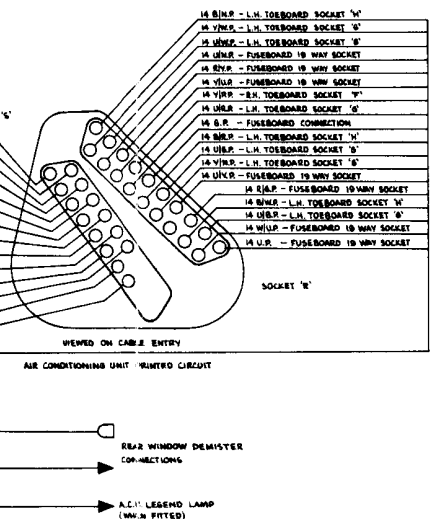 14 B/N.P. - L.H. TOEBOARD SOCKET 'H'
14 Y/W.P. - L.H. TOEBOARD SOCKET 'G'
14 U/W.P. - L.H. TOEBOARD SOCKET 'G'
14 U/N.P. - FUSEBOARD 19 WAY SOCKET
14 R/Y.P. - FUSEBOARD 19 WAY SOCKET
14 Y/U.P. - FUSEBOARD 19 WAY SOCKET
14 Y/R.P. - R.H. TOEBOARD SOCKET 'F'
14 U/R.P. - L.H. TOEBOARD SOCKET 'G'
14 G.P. - FUSEBOARD CONNECTION
14 B/R.P. - L.H. TOEBOARD SOCKET 'H'
14 U/B.P. - L.H. TOEBOARD SOCKET 'G'
14 Y/N.P. - L.H. TOEBOARD SOCKET 'G'
14 U/Y.P. - FUSEBOARD 19 WAY SOCKET
14 R/G.P. - FUSEBOARD 19 WAY SOCKET
14 B/W.P. - L.H. TOEBOARD SOCKET 'H'
14 U/B.P. - L.H. TOEBOARD SOCKET 'G'
14 W/U.P. - FUSEBOARD 19 WAY SOCKET
14 U.P. - FUSEBOARD 19 WAY SOCKET
'S'
SOCKET 'R'
VIEWED ON CABLE ENTRY
AIR CONDITIONING UNIT PRINTED CIRCUIT
REAR WINDOW DEMISTER
CONNECTIONS
A.C.U. LEGEND LAMP
(WHEN FITTED)